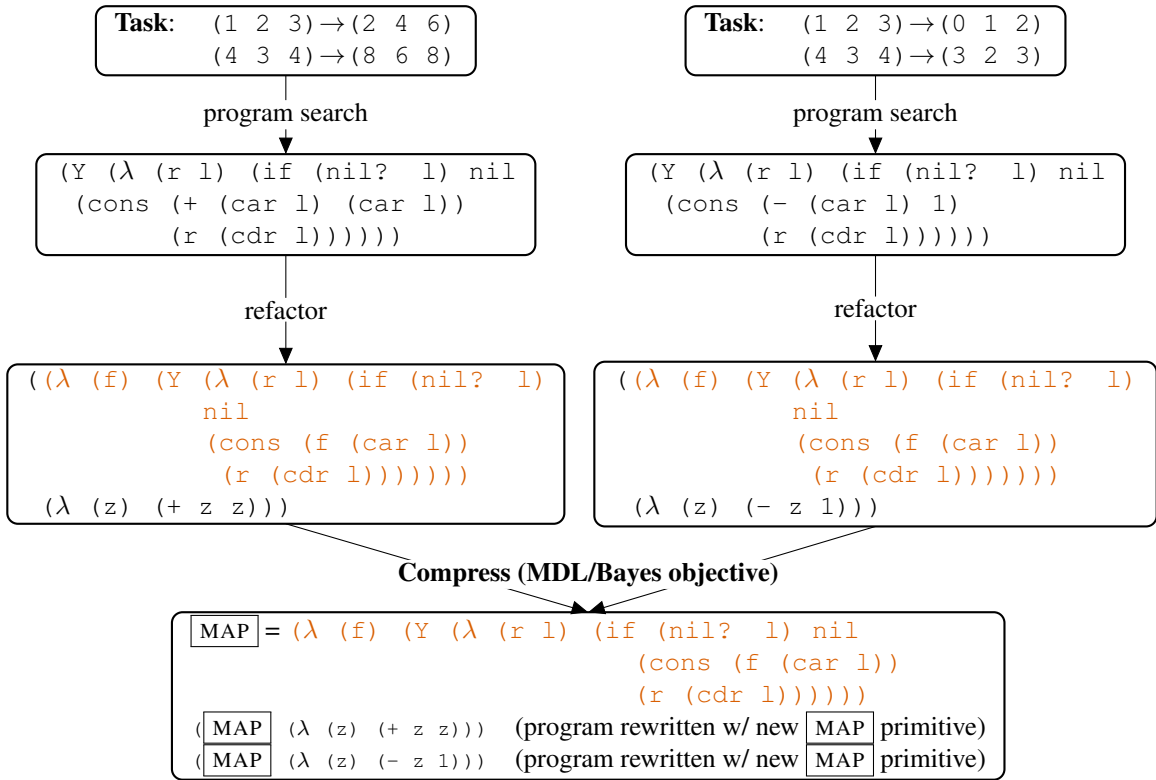 Task: (1 2 3)→(2 4 6)
(4 3 4)→(8 6 8)
program search
(Y (λ (r l) (if (nil? l) nil
(cons (+ (car l) (car l))
(r (cdr l))))))
refactor
((λ (f) (Y (λ (r l) (if (nil? l)
nil
(cons (f (car l))
(r (cdr l)))))))
(λ (z) (+ z z)))
Task: (1 2 3)→(0 1 2)
(4 3 4)→(3 2 3)
program search
(Y (λ (r l) (if (nil? l) nil
(cons (- (car l) 1)
(r (cdr l))))))
refactor
((λ (f) (Y (λ (r l) (if (nil? l)
nil
(cons (f (car l))
(r (cdr l)))))))
(λ (z) (- z 1)))
Compress (MDL/Bayes objective)
MAP = (λ (f) (Y (λ (r l) (if (nil? l) nil
(cons (f (car l))
(r (cdr l))))))
(MAP (λ (z) (+ z z))) (program rewritten w/ new MAP primitive)
(MAP (λ (z) (- z 1))) (program rewritten w/ new MAP primitive)